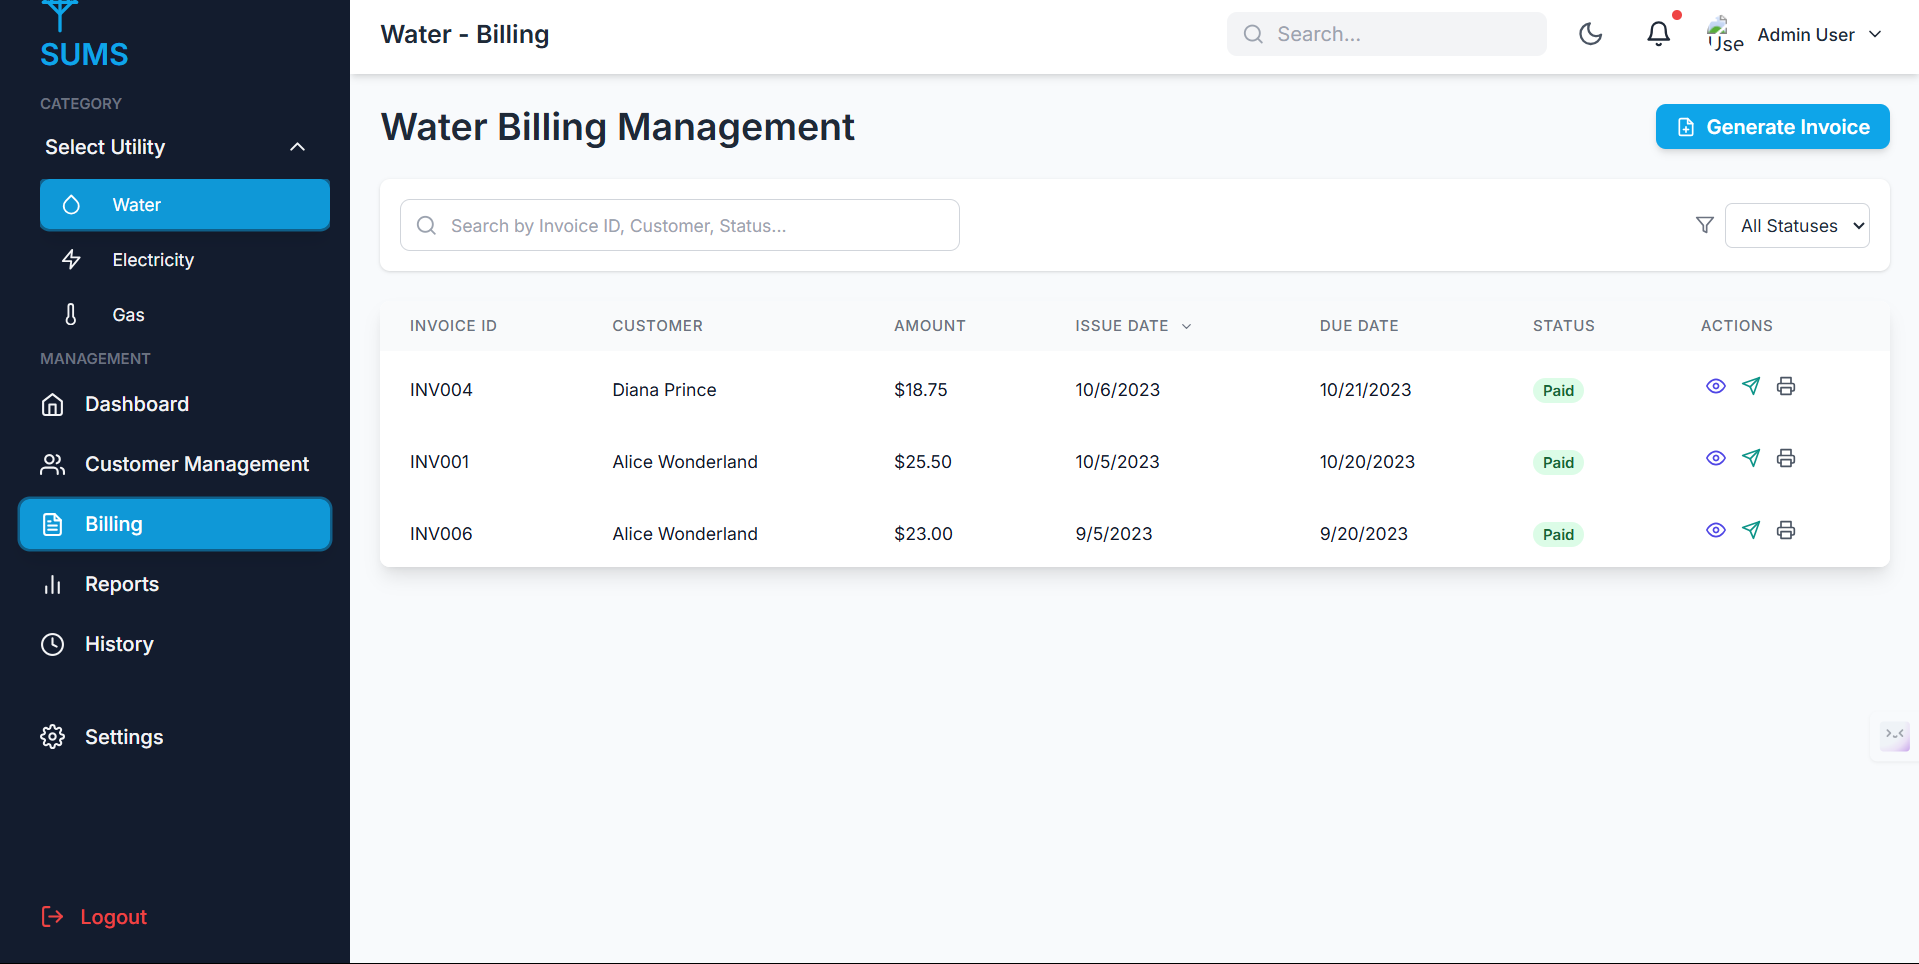 SUMS
CATEGORY
Select Utility
Water
Electricity
Gas
MANAGEMENT
Dashboard
Customer Management
Billing
Reports
History
Settings
Logout
Water - Billing
Search...
Use
Admin User
Water Billing Management
Generate Invoice
Search by Invoice ID, Customer, Status...
All Statuses
INVOICE ID CUSTOMER AMOUNT ISSUE DATE DUE DATE STATUS ACTIONS
INV004 Diana Prince $18.75 10/6/2023 10/21/2023 Paid
INV001 Alice Wonderland $25.50 10/5/2023 10/20/2023 Paid
INV006 Alice Wonderland $23.00 9/5/2023 9/20/2023 Paid